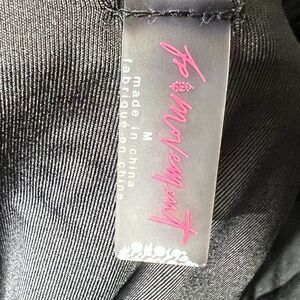 fp movement
M
made in china
fabriqué en chine